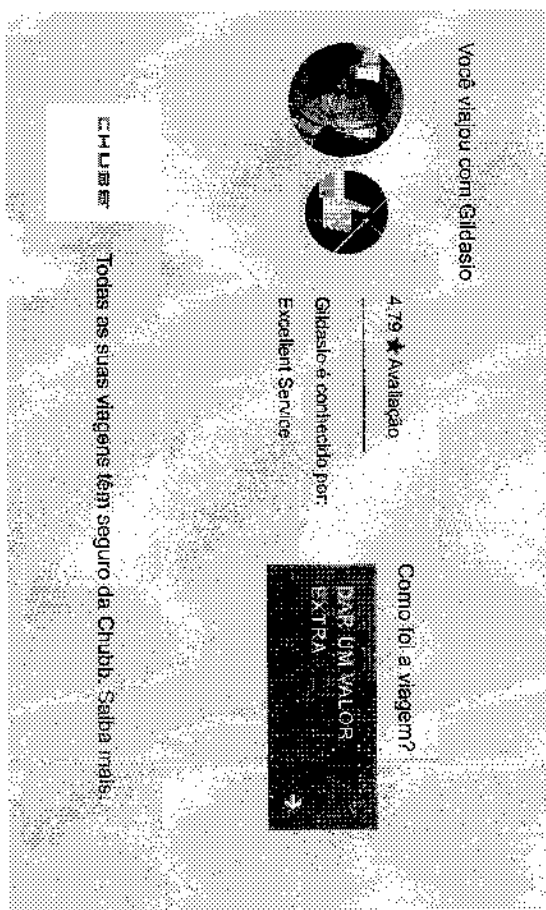 Você viajou com Gildasio
4.79 ★ Avaliação
Gildasio é conhecido por:
Excellent Service
Como foi a viagem?
DAR UM VALOR
EXTRA
CHUBB
Todas as suas viagens têm seguro da Chubb. Saiba mais.